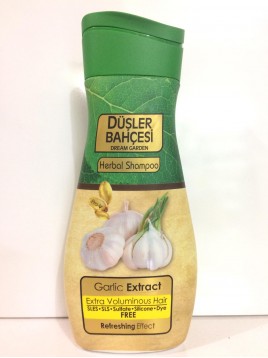 DÜŞLER
BAHÇESİ
DREAM GARDEN
Herbal Shampoo
Garlic Extract
Extra Voluminous Hair
SLES•SLS•Sulfate•Silicone•Dye
FREE
Refreshing Effect